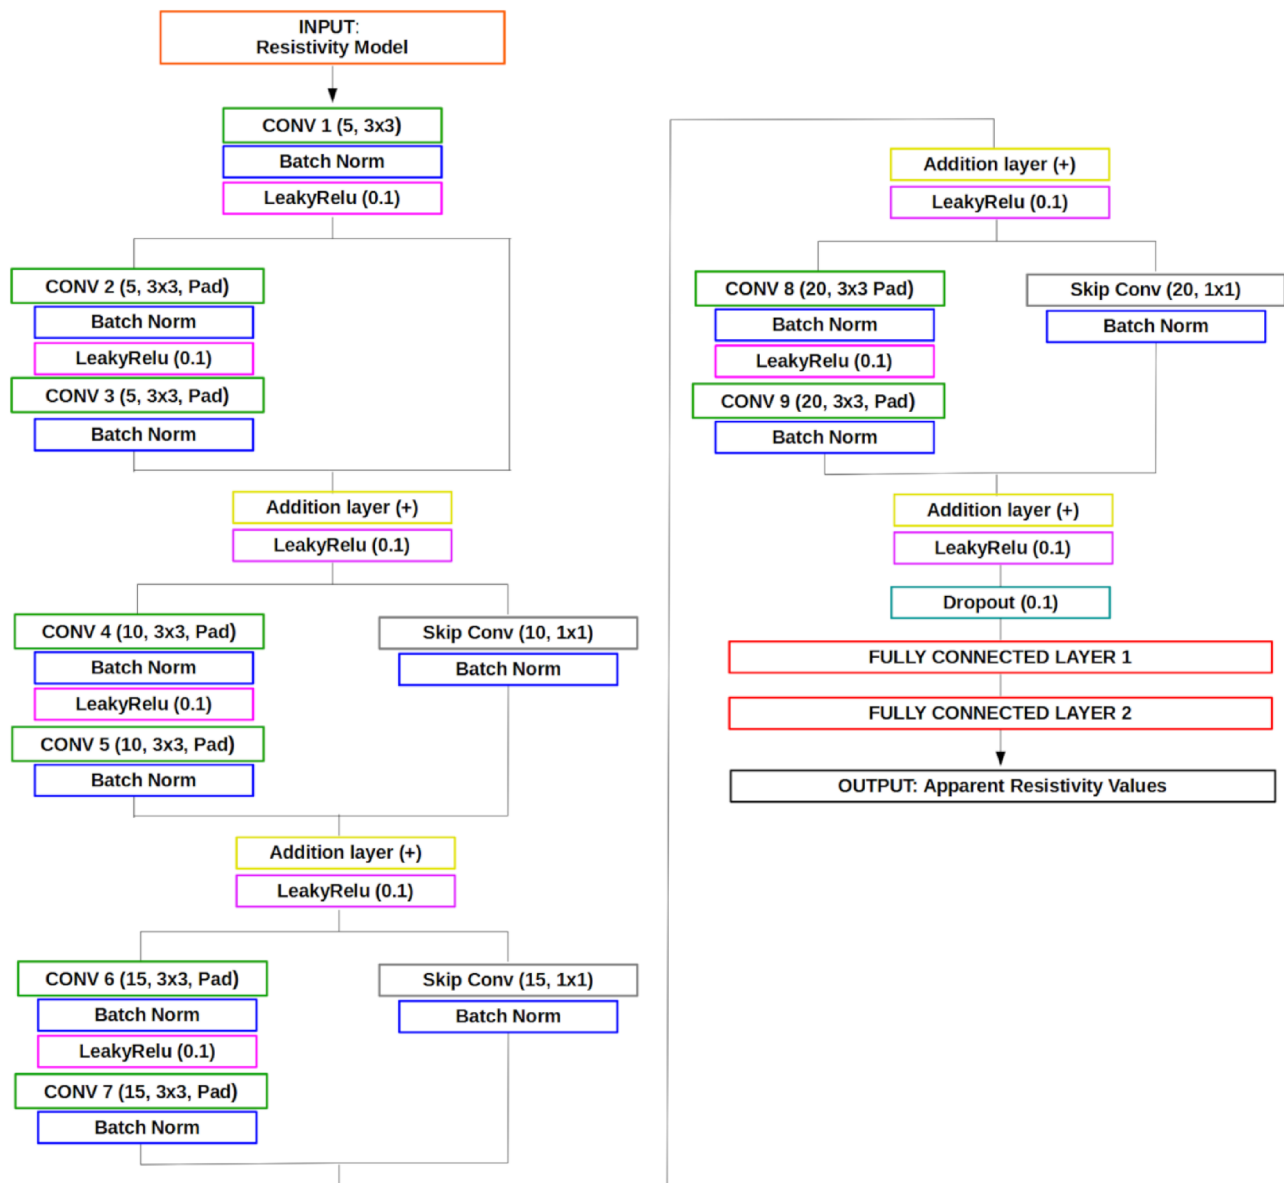 INPUT:
Resistivity Model
CONV 1 (5, 3x3)
Batch Norm
LeakyRelu (0.1)
CONV 2 (5, 3x3, Pad)
Batch Norm
LeakyRelu (0.1)
CONV 3 (5, 3x3, Pad)
Batch Norm
Addition layer (+)
LeakyRelu (0.1)
CONV 4 (10, 3x3, Pad)
Batch Norm
LeakyRelu (0.1)
CONV 5 (10, 3x3, Pad)
Batch Norm
Skip Conv (10, 1x1)
Batch Norm
Addition layer (+)
LeakyRelu (0.1)
CONV 6 (15, 3x3, Pad)
Batch Norm
LeakyRelu (0.1)
CONV 7 (15, 3x3, Pad)
Batch Norm
Skip Conv (15, 1x1)
Batch Norm
Addition layer (+)
LeakyRelu (0.1)
CONV 8 (20, 3x3 Pad)
Batch Norm
LeakyRelu (0.1)
CONV 9 (20, 3x3, Pad)
Batch Norm
Skip Conv (20, 1x1)
Batch Norm
Addition layer (+)
LeakyRelu (0.1)
Dropout (0.1)
FULLY CONNECTED LAYER 1
FULLY CONNECTED LAYER 2
OUTPUT: Apparent Resistivity Values